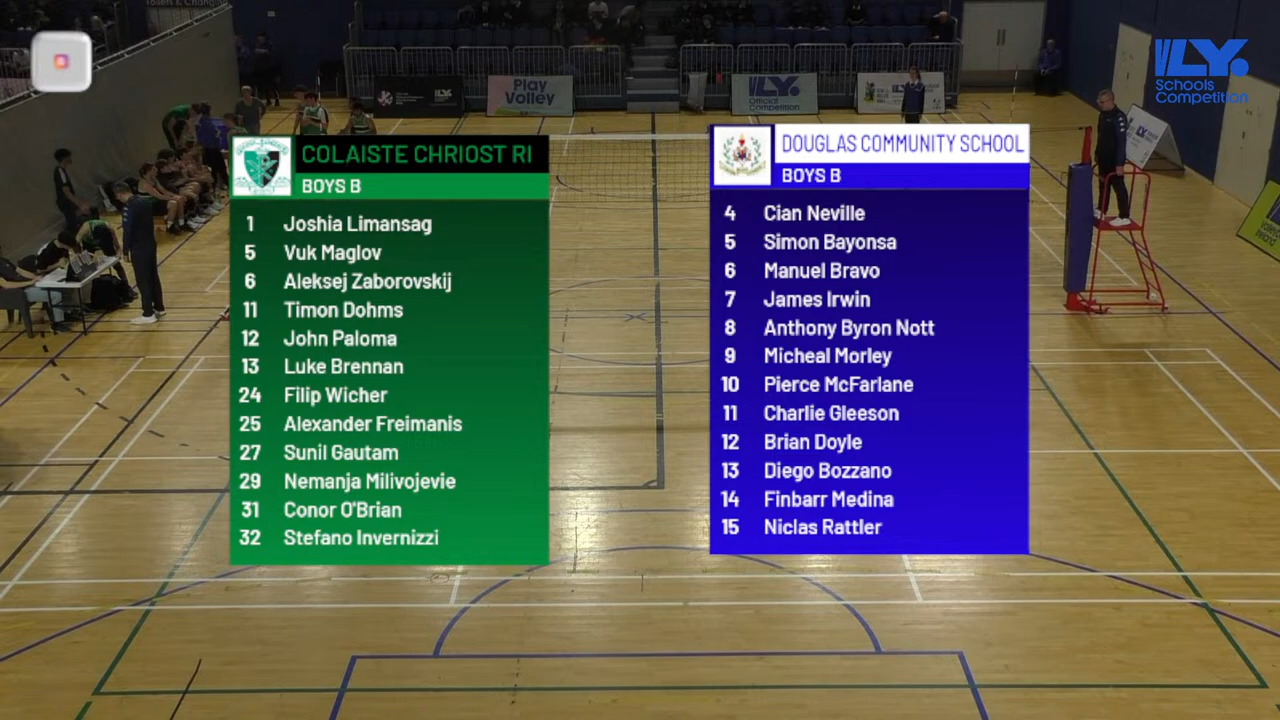 VLY.
Schools
Competition
Play
Volley
VLY.
Official
Competition
COLAISTE CHRIOST RI
BOYS B
1 Joshia Limansag
5 Vuk Maglov
6 Aleksej Zaborovskij
11 Timon Dohms
12 John Paloma
13 Luke Brennan
24 Filip Wicher
25 Alexander Freimanis
27 Sunil Gautam
29 Nemanja Milivojevie
31 Conor O'Brian
32 Stefano Invernizzi
DOUGLAS COMMUNITY SCHOOL
BOYS B
4 Cian Neville
5 Simon Bayonsa
6 Manuel Bravo
7 James Irwin
8 Anthony Byron Nott
9 Micheal Morley
10 Pierce McFarlane
11 Charlie Gleeson
12 Brian Doyle
13 Diego Bozzano
14 Finbarr Medina
15 Niclas Rattler